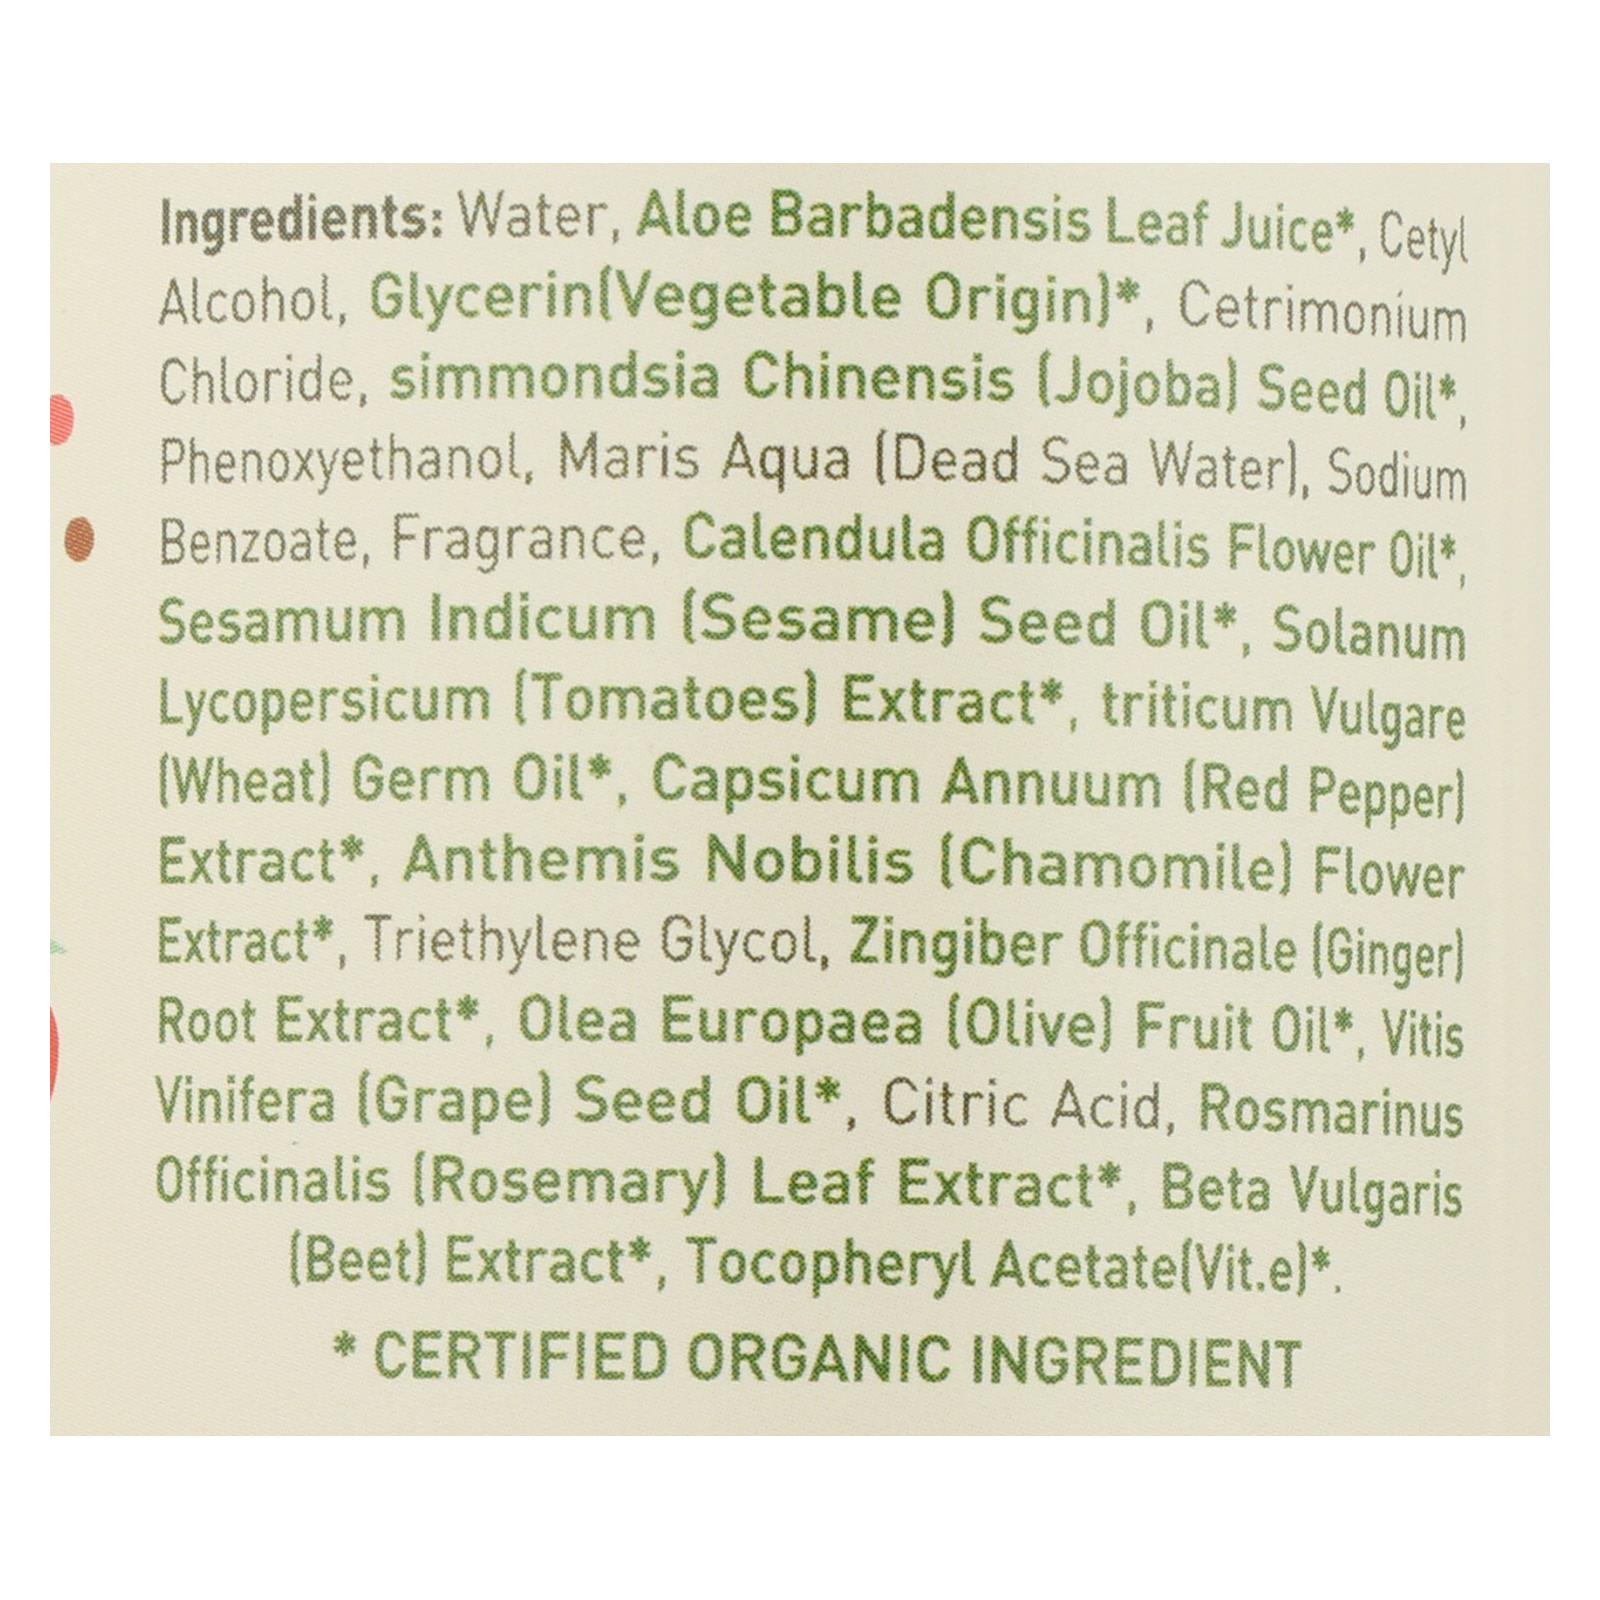 Ingredients: Water, Aloe Barbadensis Leaf Juice*, Cetyl
Alcohol, Glycerin(Vegetable Origin)*, Cetrimonium
Chloride, simmondsia Chinensis (Jojoba) Seed Oil*,
Phenoxyethanol, Maris Aqua (Dead Sea Water), Sodium
Benzoate, Fragrance, Calendula Officinalis Flower Oil*,
Sesamum Indicum (Sesame) Seed Oil*, Solanum
Lycopersicum (Tomatoes) Extract*, triticum Vulgare
(Wheat) Germ Oil*, Capsicum Annuum (Red Pepper)
Extract*, Anthemis Nobilis (Chamomile) Flower
Extract*, Triethylene Glycol, Zingiber Officinale (Ginger)
Root Extract*, Olea Europaea (Olive) Fruit Oil*, Vitis
Vinifera (Grape) Seed Oil*, Citric Acid, Rosmarinus
Officinalis (Rosemary) Leaf Extract*, Beta Vulgaris
(Beet) Extract*, Tocopheryl Acetate(Vit.e)*.
* CERTIFIED ORGANIC INGREDIENT